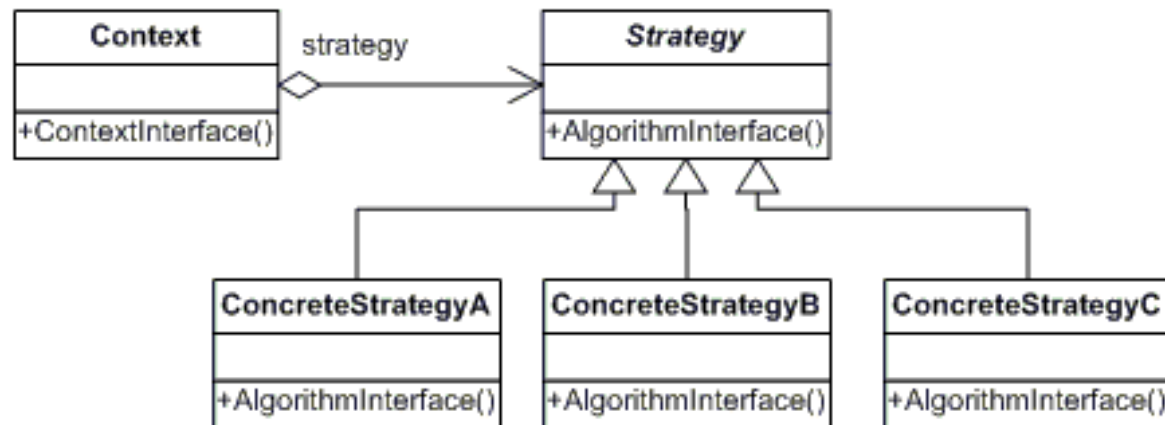 Context
strategy
Strategy
+ContextInterface()
+AlgorithmInterface()
ConcreteStrategyA
ConcreteStrategyB
ConcreteStrategyC
+AlgorithmInterface()
+AlgorithmInterface()
+AlgorithmInterface()